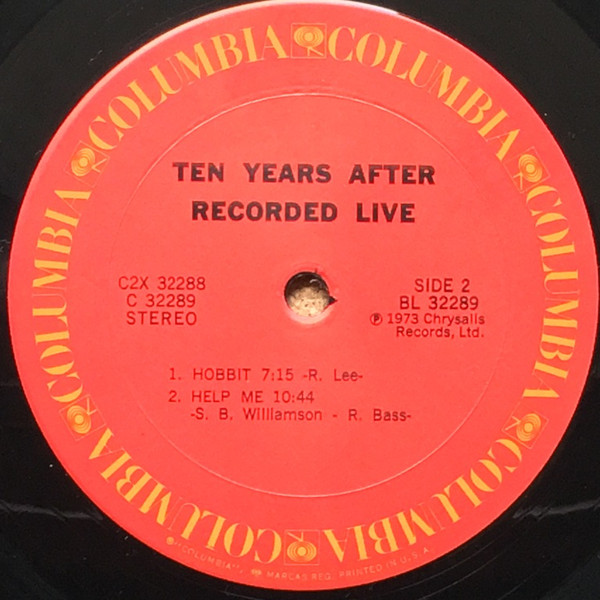 COLUMBIA COLUMBIA COLUMBIA COLUMBIA COLUMBIA COLUMBIA
TEN YEARS AFTER
RECORDED LIVE
C2X 32288
C 32289
STEREO
SIDE 2
BL 32289
℗ 1973 Chrysalis
Records, Ltd.
1. HOBBIT 7:15 -R. Lee-
2. HELP ME 10:44
-S. B. Williamson - R. Bass-
® "COLUMBIA", MARCAS REG. PRINTED IN U.S.A.